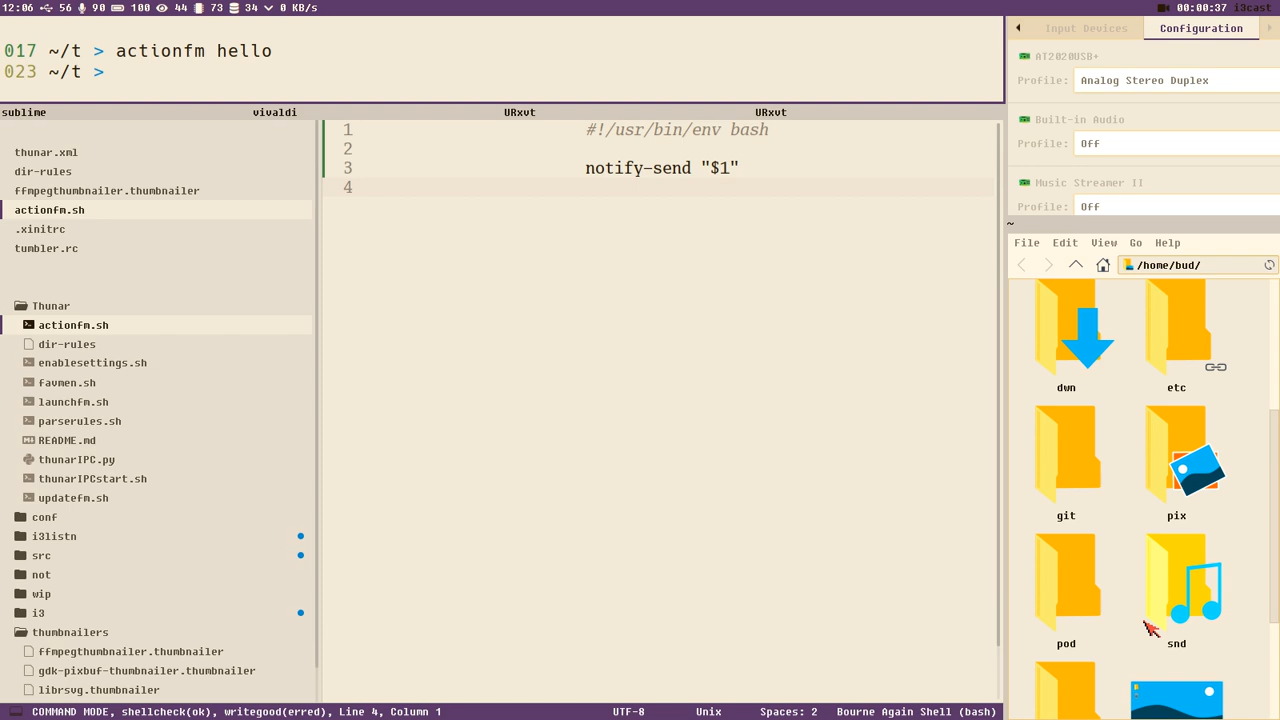 12:06 56 90 100 44 73 34 0 KB/s
00:00:37 i3cast
017 ~/t > actionfm hello
023 ~/t >
sublime
vivaldi
URxvt
URxvt
thunar.xml
dir-rules
ffmpegthumbnailer.thumbnailer
actionfm.sh
.xinitrc
tumbler.rc
Thunar
actionfm.sh
dir-rules
enablesettings.sh
favmen.sh
launchfm.sh
parserules.sh
README.md
thunarIPC.py
thunarIPCstart.sh
updatefm.sh
conf
i3listn
src
not
wip
i3
thumbnailers
ffmpegthumbnailer.thumbnailer
gdk-pixbuf-thumbnailer.thumbnailer
librsvg.thumbnailer
1 #!/usr/bin/env bash
2
3 notify-send "$1"
4
Input Devices
Configuration
AT2020USB+
Profile: Analog Stereo Duplex
Built-in Audio
Profile: Off
Music Streamer II
Profile: Off
~
File Edit View Go Help
/home/bud/
dwn
etc
git
pix
pod
snd
COMMAND MODE, shellcheck(ok), writegood(erred), Line 4, Column 1
UTF-8
Unix
Spaces: 2
Bourne Again Shell (bash)